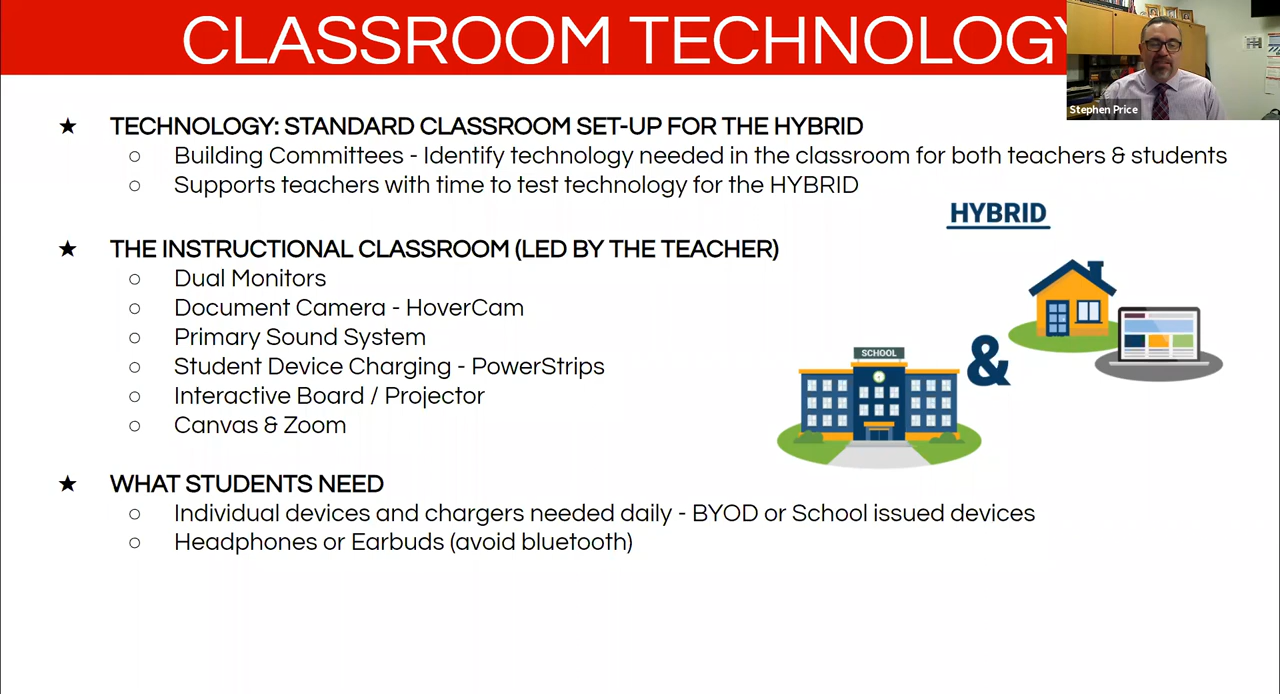 CLASSROOM TECHNOLOGY
Stephen Price
★ TECHNOLOGY: STANDARD CLASSROOM SET-UP FOR THE HYBRID
○ Building Committees - Identify technology needed in the classroom for both teachers & students
○ Supports teachers with time to test technology for the HYBRID
HYBRID
★ THE INSTRUCTIONAL CLASSROOM (LED BY THE TEACHER)
○ Dual Monitors
○ Document Camera - HoverCam
○ Primary Sound System
○ Student Device Charging - PowerStrips
○ Interactive Board / Projector
○ Canvas & Zoom
&
SCHOOL
★ WHAT STUDENTS NEED
○ Individual devices and chargers needed daily - BYOD or School issued devices
○ Headphones or Earbuds (avoid bluetooth)